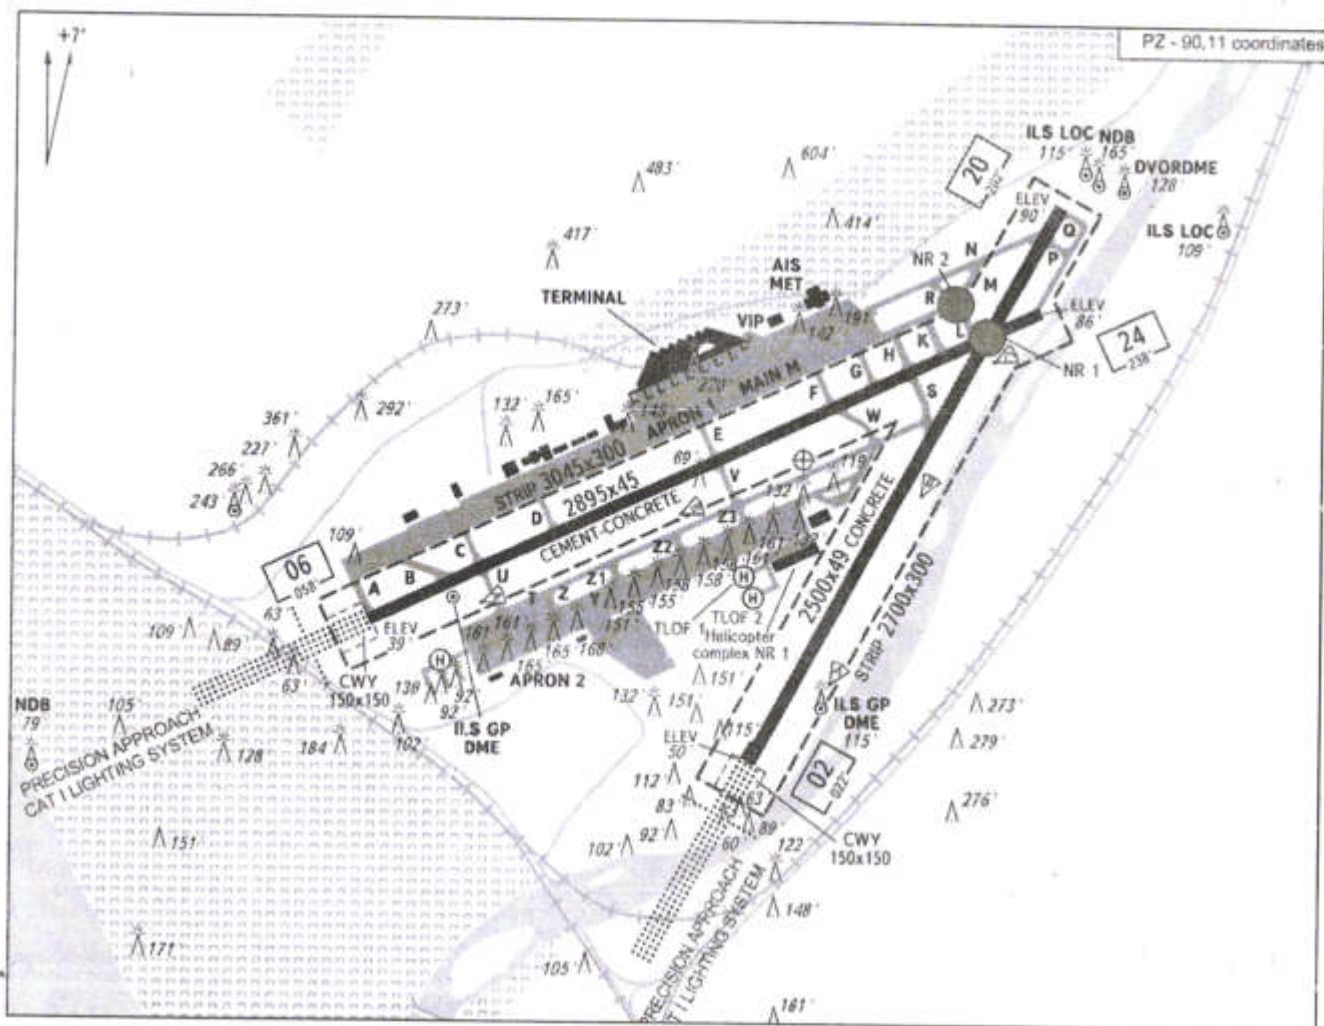 +7'
PZ - 90,11 coordinates
ILS LOC
115'
NDB
165'
DVORDME
128'
ILS LOC
109'
20
202°
ELEV
90'
604'
483'
414'
417'
NR 2
N
M
Q
P
R
L
AIS
MET
TERMINAL
VIP
191'
142'
ELEV
86'
24
238°
NR 1
273'
292'
361'
227'
266'
243'
132'
165'
APRON 1
MAIN M
STRIP 3045x300
2895x45
CEMENT-CONCRETE
K
H
G
F
S
W
E
V
69'
119'
132'
D
C
B
A
U
109'
06
058°
63'
63'
109'
89'
ELEV
39'
CWY
150x150
T
Z
Z1
Z2
Z3
Y
161'
161'
165'
165'
168'
151'
155'
155'
158'
161'
H
H
H
TLOF 1
TLOF 2
Helicopter
complex NR 1
APRON 2
139'
92'
92'
ILS GP
DME
2500x49 CONCRETE
STRIP 2700x300
151'
132'
151'
115'
ELEV
50'
ILS GP
DME
115'
02
022°
273'
279'
276'
NDB
79'
105'
128'
184'
102'
PRECISION APPROACH
CAT I LIGHTING SYSTEM
151'
171'
112'
83'
92'
102'
63'
89'
60'
122'
148'
CWY
150x150
105'
161'
PRECISION APPROACH
CAT I LIGHTING SYSTEM